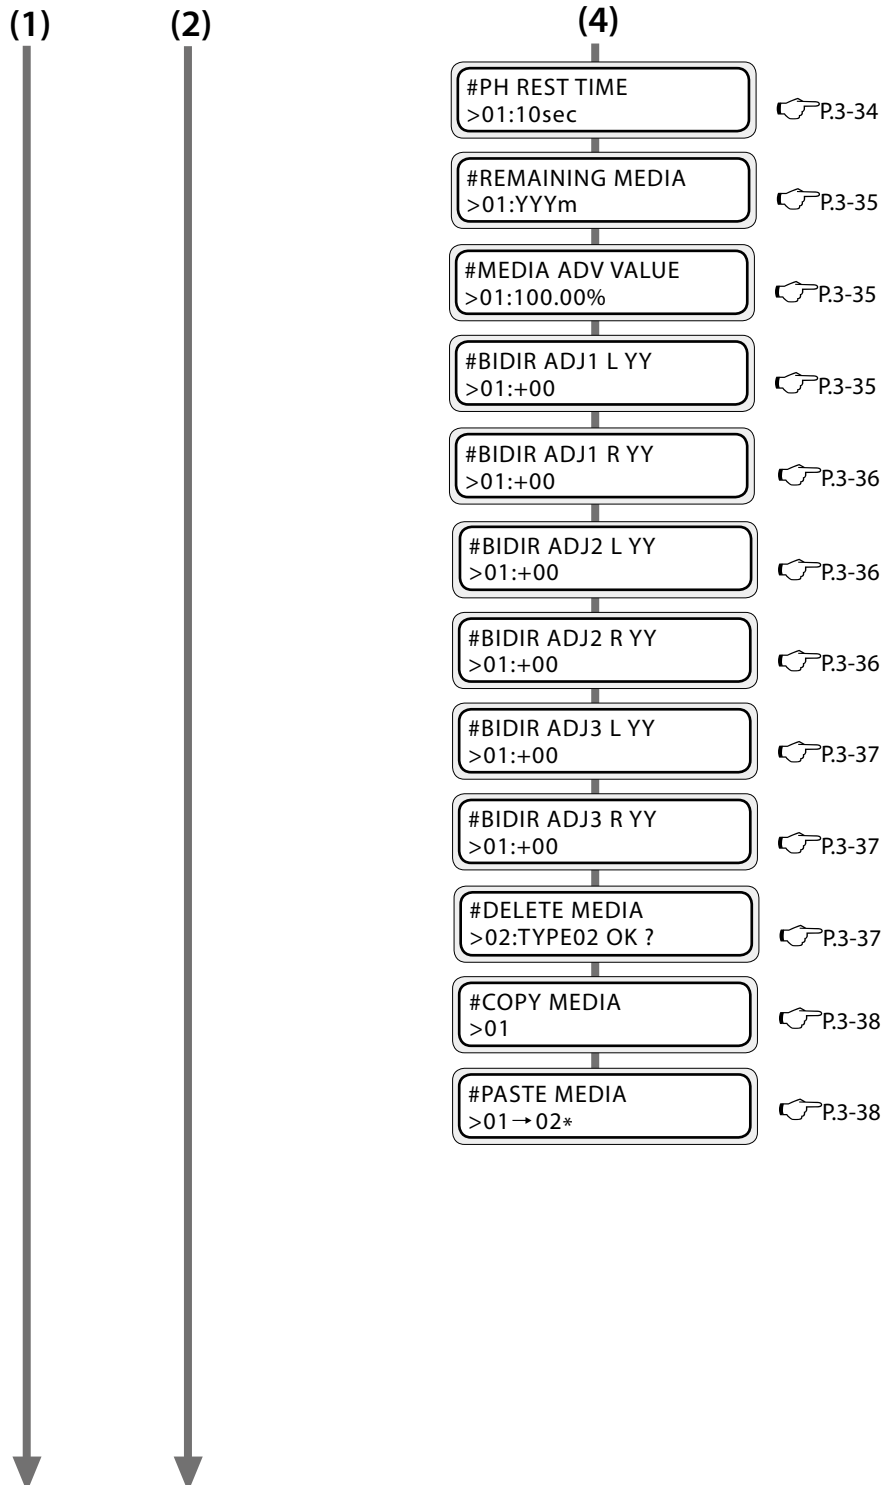 (1) (2) (4)
#PH REST TIME
>01:10sec
P.3-34
#REMAINING MEDIA
>01:YYYm
P.3-35
#MEDIA ADV VALUE
>01:100.00%
P.3-35
#BIDIR ADJ1 L YY
>01:+00
P.3-35
#BIDIR ADJ1 R YY
>01:+00
P.3-36
#BIDIR ADJ2 L YY
>01:+00
P.3-36
#BIDIR ADJ2 R YY
>01:+00
P.3-36
#BIDIR ADJ3 L YY
>01:+00
P.3-37
#BIDIR ADJ3 R YY
>01:+00
P.3-37
#DELETE MEDIA
>02:TYPE02 OK ?
P.3-37
#COPY MEDIA
>01
P.3-38
#PASTE MEDIA
>01→02*
P.3-38